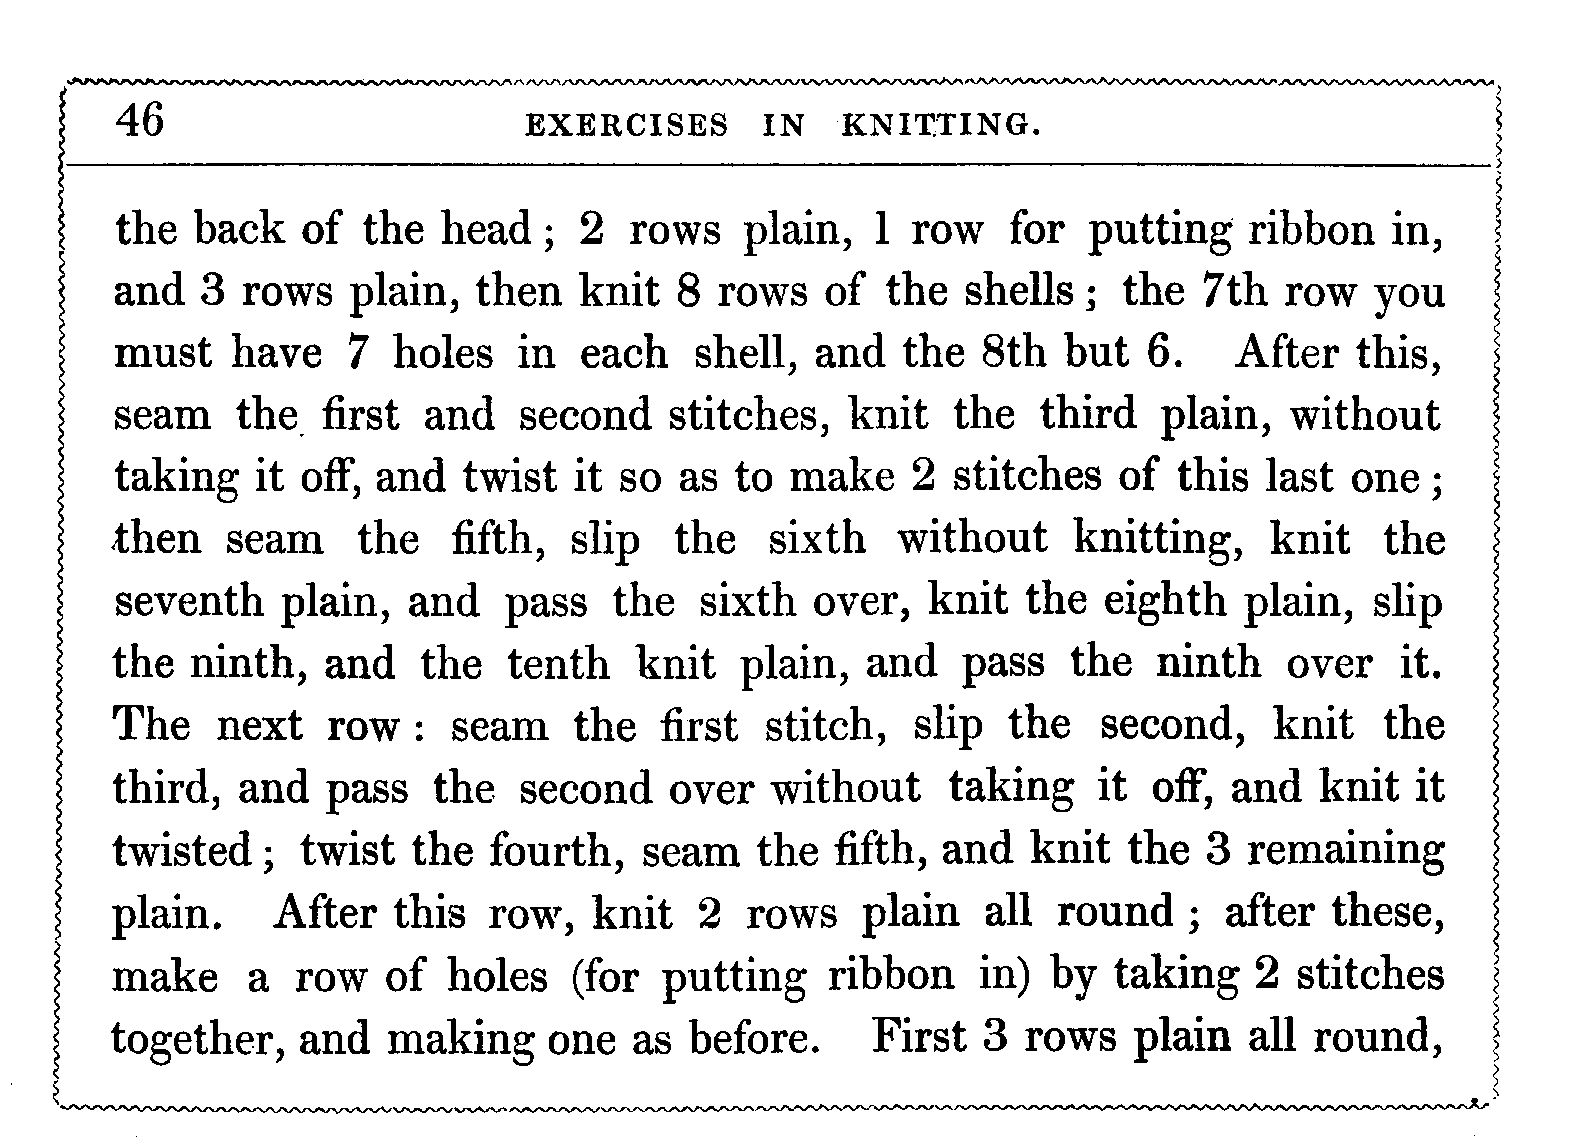 46 EXERCISES IN KNITTING.
the back of the head; 2 rows plain, 1 row for putting ribbon in,
and 3 rows plain, then knit 8 rows of the shells; the 7th row you
must have 7 holes in each shell, and the 8th but 6. After this,
seam the first and second stitches, knit the third plain, without
taking it off, and twist it so as to make 2 stitches of this last one;
then seam the fifth, slip the sixth without knitting, knit the
seventh plain, and pass the sixth over, knit the eighth plain, slip
the ninth, and the tenth knit plain, and pass the ninth over it.
The next row: seam the first stitch, slip the second, knit the
third, and pass the second over without taking it off, and knit it
twisted; twist the fourth, seam the fifth, and knit the 3 remaining
plain. After this row, knit 2 rows plain all round; after these,
make a row of holes (for putting ribbon in) by taking 2 stitches
together, and making one as before. First 3 rows plain all round,